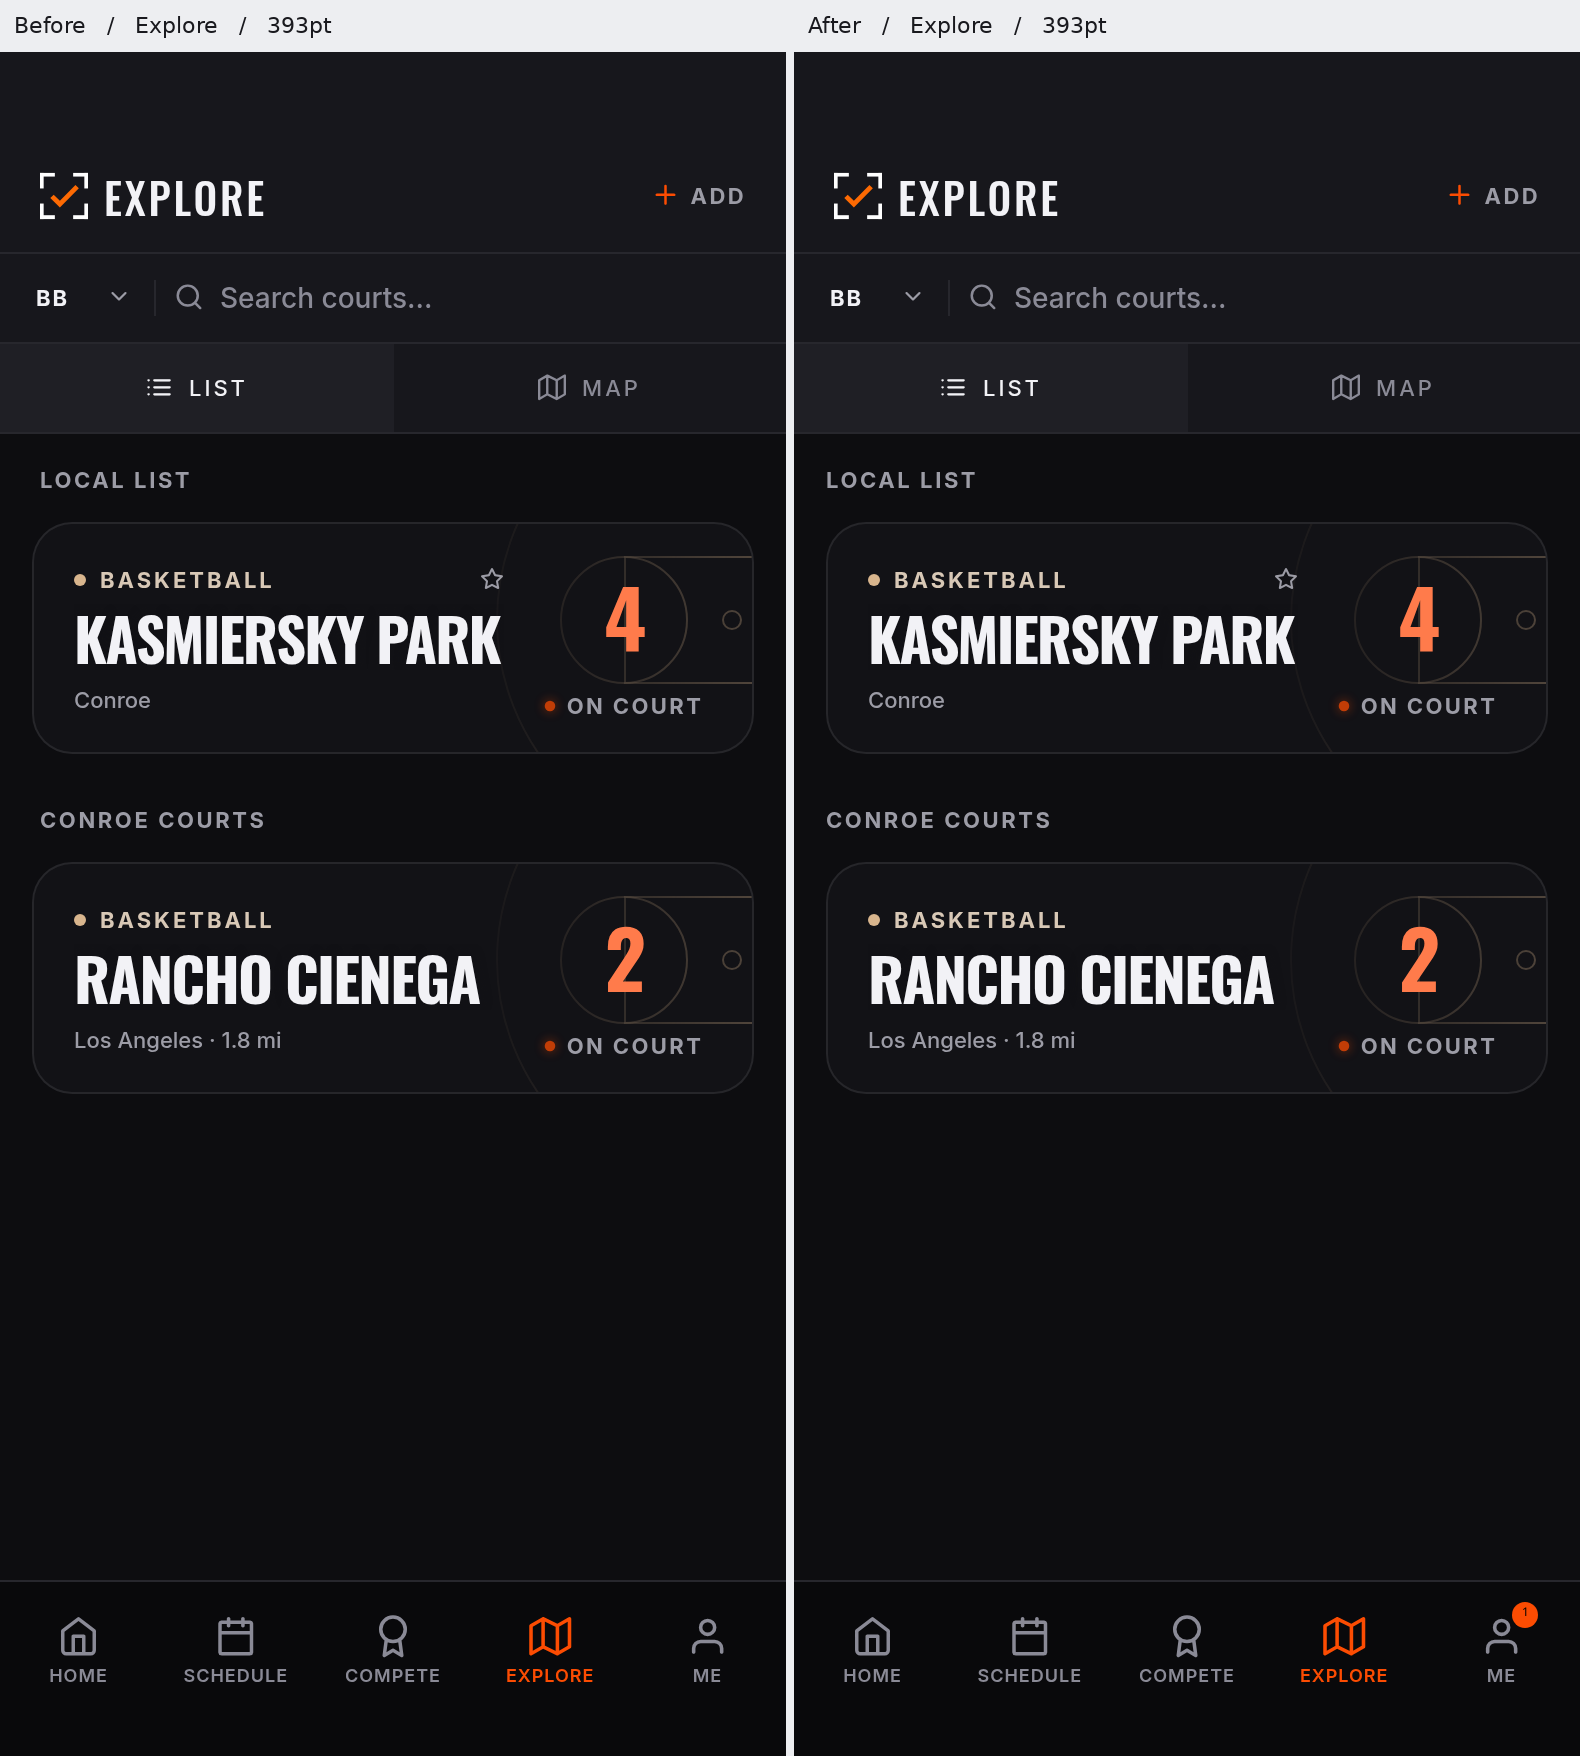 Before / Explore / 393pt
EXPLORE
+ ADD
BB
Search courts...
LIST
MAP
LOCAL LIST
BASKETBALL
KASMIERSKY PARK
Conroe
4
ON COURT
CONROE COURTS
BASKETBALL
RANCHO CIENEGA
Los Angeles · 1.8 mi
2
ON COURT
HOME
SCHEDULE
COMPETE
EXPLORE
ME
After / Explore / 393pt
EXPLORE
+ ADD
BB
Search courts...
LIST
MAP
LOCAL LIST
BASKETBALL
KASMIERSKY PARK
Conroe
4
ON COURT
CONROE COURTS
BASKETBALL
RANCHO CIENEGA
Los Angeles · 1.8 mi
2
ON COURT
HOME
SCHEDULE
COMPETE
EXPLORE
1
ME